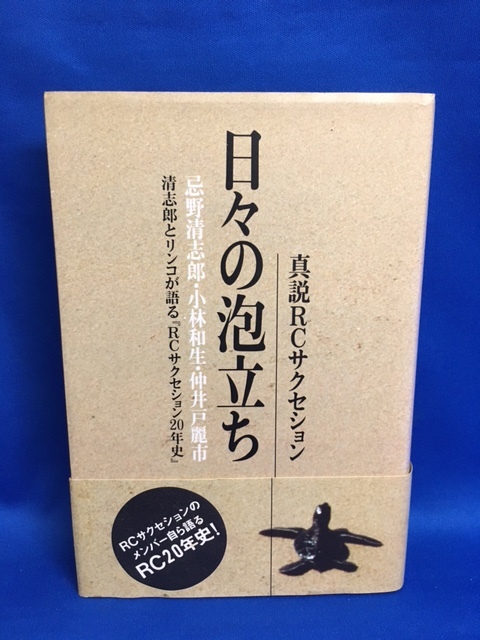 真説RCサクセション
日々の泡立ち
忌野清志郎・小林和生・仲井戸麗市
清志郎とリンコが語る『RCサクセション20年史』
RCサクセションの
メンバー自ら語る
RC20年史!